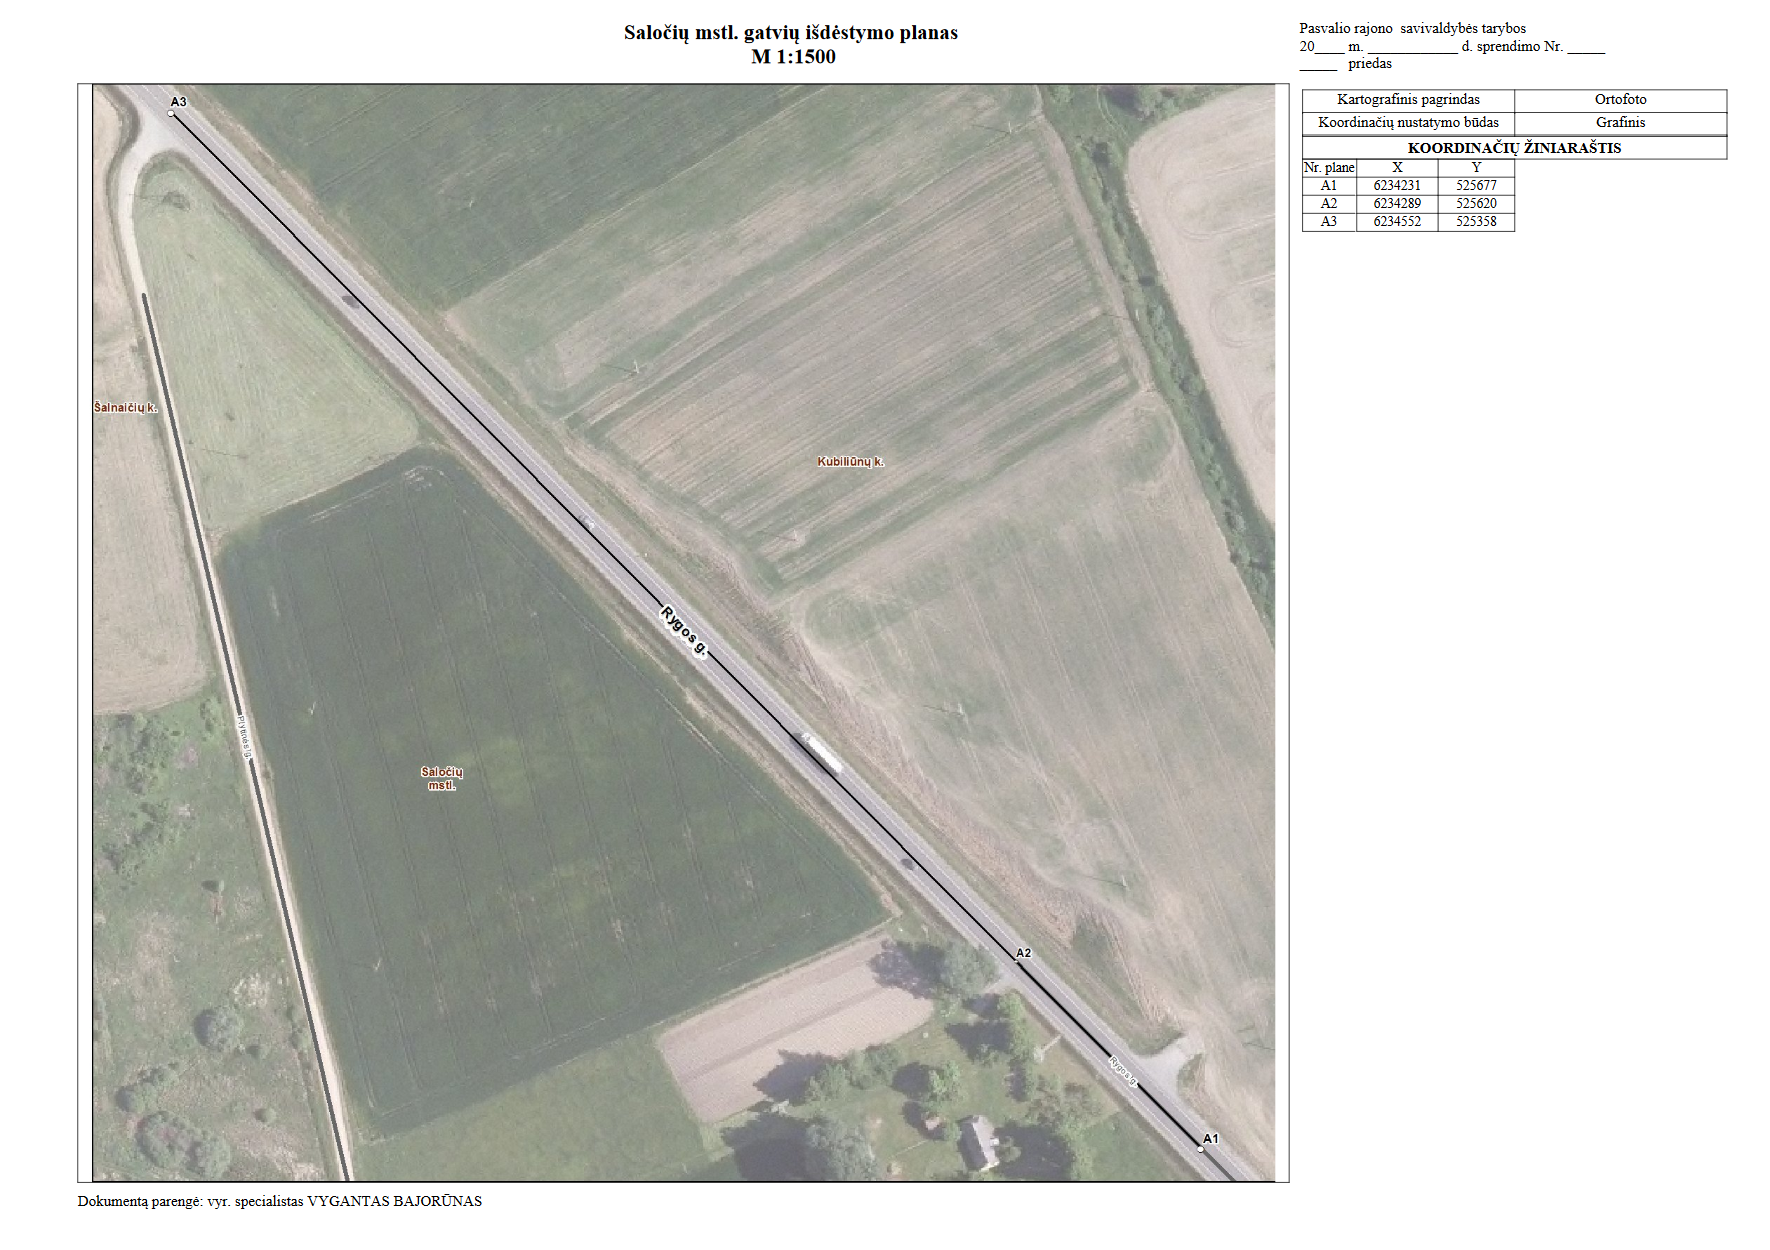 Saločių mstl. gatvių išdėstymo planas
M 1:1500
Pasvalio rajono savivaldybės tarybos
20____ m. ____________ d. sprendimo Nr. _____
_____ priedas
Kartografinis pagrindas Ortofoto
Koordinačių nustatymo būdas Grafinis
KOORDINAČIŲ ŽINIARAŠTIS
Nr. plane X Y
A1 6234231 525677
A2 6234289 525620
A3 6234552 525358
A3
Šalnaičių k.
Kubiliūnų k.
Rygos g.
Plytinės g.
Saločių
mstl.
A2
Rygos g.
A1
Dokumentą parengė: vyr. specialistas VYGANTAS BAJORŪNAS